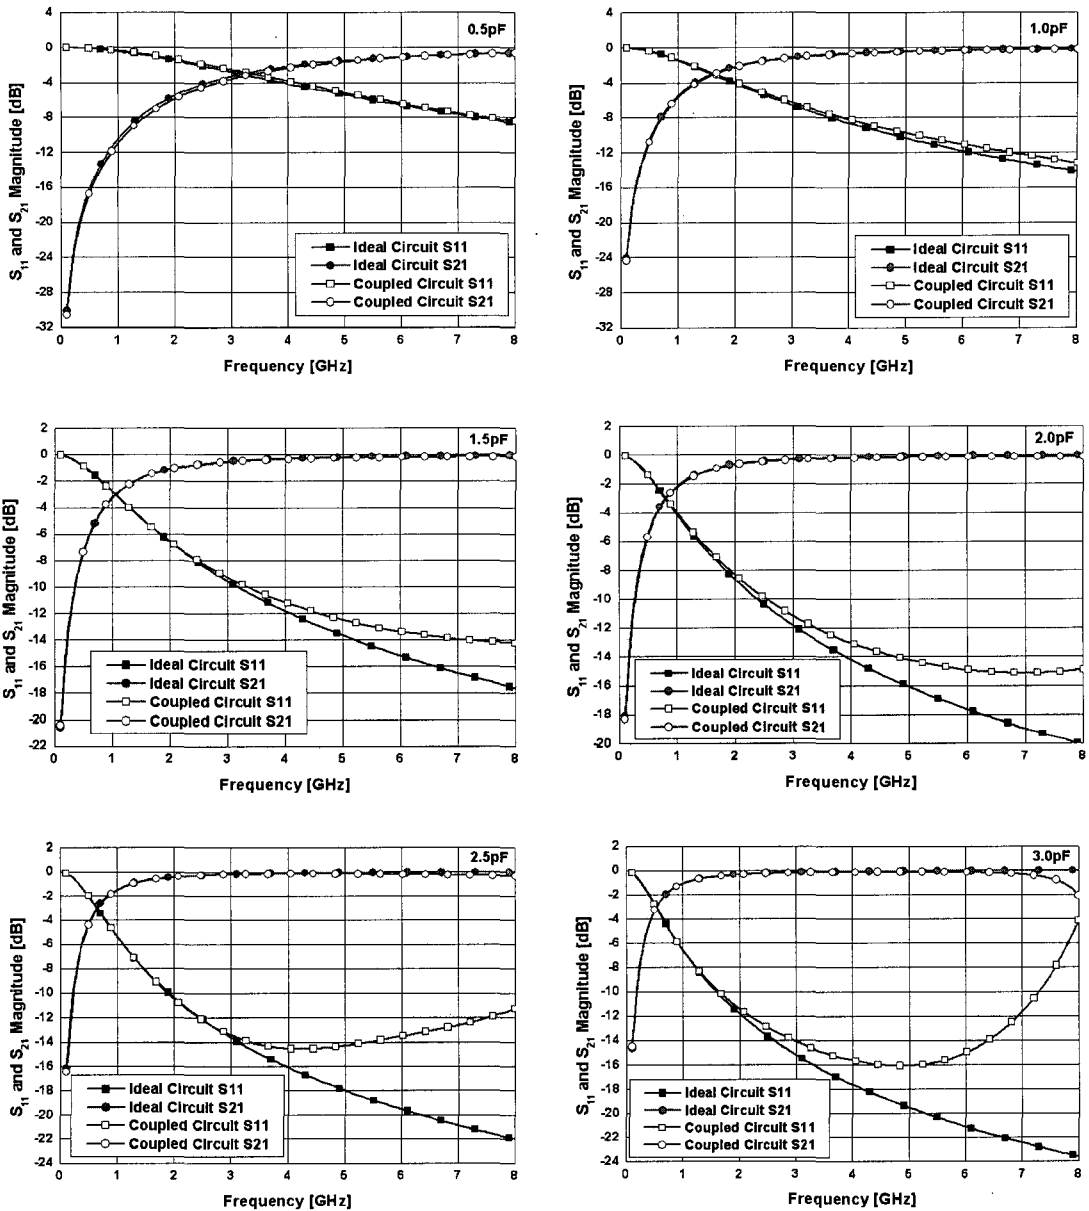 0.5pF
4
0
-4
-8
-12
-16
-20
-24
-28
-32
S11 and S21 Magnitude [dB]
Ideal Circuit S11
Ideal Circuit S21
Coupled Circuit S11
Coupled Circuit S21
0 1 2 3 4 5 6 7 8
Frequency [GHz]
1.0pF
4
0
-4
-8
-12
-16
-20
-24
-28
-32
S11 and S21 Magnitude [dB]
Ideal Circuit S11
Ideal Circuit S21
Coupled Circuit S11
Coupled Circuit S21
0 1 2 3 4 5 6 7 8
Frequency [GHz]
1.5pF
2
0
-2
-4
-6
-8
-10
-12
-14
-16
-18
-20
-22
S11 and S21 Magnitude [dB]
Ideal Circuit S11
Ideal Circuit S21
Coupled Circuit S11
Coupled Circuit S21
0 1 2 3 4 5 6 7 8
Frequency [GHz]
2.0pF
2
0
-2
-4
-6
-8
-10
-12
-14
-16
-18
-20
S11 and S21 Magnitude [dB]
Ideal Circuit S11
Ideal Circuit S21
Coupled Circuit S11
Coupled Circuit S21
0 1 2 3 4 5 6 7 8
Frequency [GHz]
2.5pF
2
0
-2
-4
-6
-8
-10
-12
-14
-16
-18
-20
-22
-24
S11 and S21 Magnitude [dB]
Ideal Circuit S11
Ideal Circuit S21
Coupled Circuit S11
Coupled Circuit S21
0 1 2 3 4 5 6 7 8
Frequency [GHz]
3.0pF
2
0
-2
-4
-6
-8
-10
-12
-14
-16
-18
-20
-22
-24
S11 and S21 Magnitude [dB]
Ideal Circuit S11
Ideal Circuit S21
Coupled Circuit S11
Coupled Circuit S21
0 1 2 3 4 5 6 7 8
Frequency [GHz]